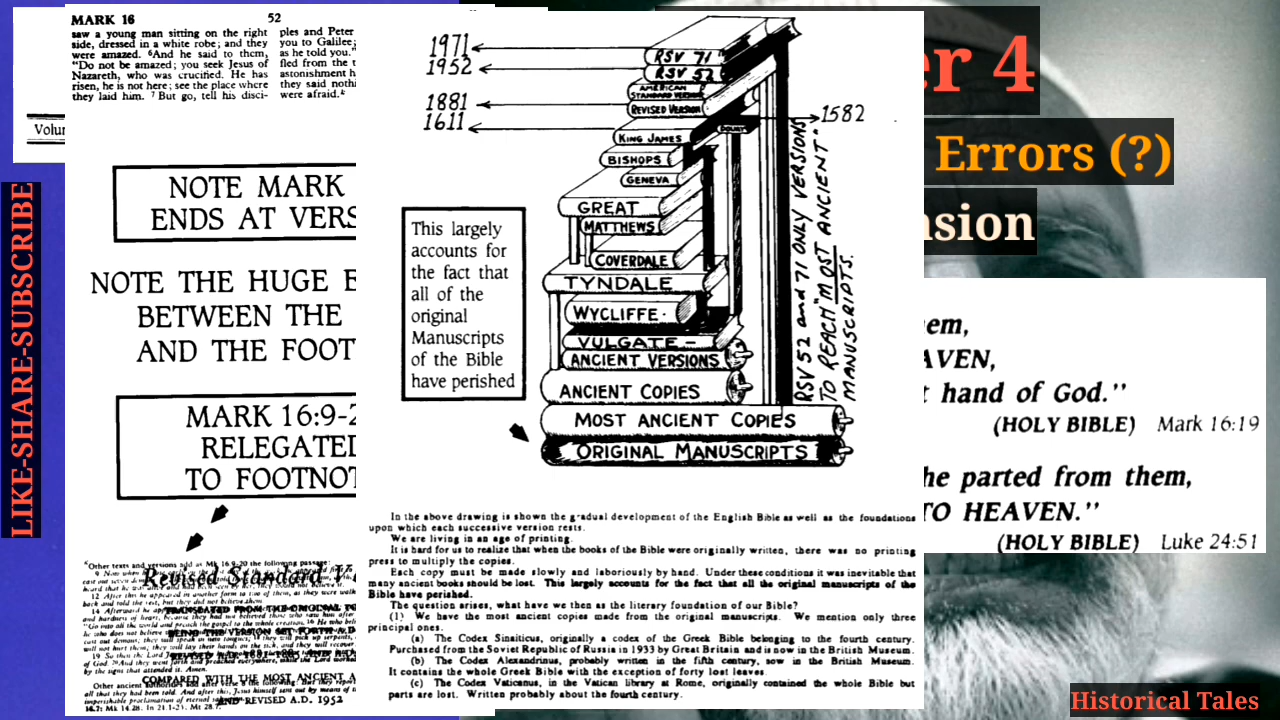 MARK 16
52
saw a young man sitting on the right
side, dressed in a white robe; and they
were amazed. ⁶And he said to them,
"Do not be amazed; you seek Jesus of
Nazareth, who was crucified. He has
risen, he is not here; see the place where
they laid him. ⁷ But go, tell his disci-
ples and Peter
you to Galilee;
as he told you."
fled from the t
astonishment h
they said nothi
were afraid.ᵏ
Volu
NOTE MARK
ENDS AT VERS
NOTE THE HUGE
BETWEEN THE
AND THE FOOT
MARK 16:9-2
RELEGATE
TO FOOTNOT
Revised Standard V
TRANSLATED FROM THE ORIGINAL TO
BEING THE VERSION SET FORTH A.D
COMPARED WITH THE MOST ANCIENT A
AND REVISED A.D. 1952
LIKE-SHARE-SUBSCRIBE
1971
1952
1881
1611
1582
RSV 71
RSV 52
AMERICAN
STANDARD VERSION
REVISED VERSION
DOUAY
KING JAMES
BISHOPS
GENEVA
GREAT
MATTHEWS
COVERDALE
TYNDALE
WYCLIFFE
VULGATE
ANCIENT VERSIONS
ANCIENT COPIES
MOST ANCIENT COPIES
ORIGINAL MANUSCRIPTS
RSV 52 and 71 ONLY VERSIONS
TO REACH "MOST ANCIENT"
MANUSCRIPTS.
This largely
accounts for
the fact that
all of the
original
Manuscripts
of the Bible
have perished
In the above drawing is shown the gradual development of the English Bible as well as the foundations
upon which each successive version rests.
We are living in an age of printing.
It is hard for us to realize that when the books of the Bible were originally written, there was no printing
press to multiply the copies.
Each copy must be made slowly and laboriously by hand. Under these conditions it was inevitable that
many ancient books should be lost. This largely accounts for the fact that all the original manuscripts of the
Bible have perished.
The question arises, what have we then as the literary foundation of our Bible?
(1) We have the most ancient copies made from the original manuscripts. We mention only three
principal ones.
(a) The Codex Sinaiticus, originally a codex of the Greek Bible belonging to the fourth century.
Purchased from the Soviet Republic of Russia in 1933 by Great Britain and is now in the British Museum.
(b) The Codex Alexandrinus, probably written in the fifth century, now in the British Museum.
It contains the whole Greek Bible with the exception of forty lost leaves.
(c) The Codex Vaticanus, in the Vatican library at Rome, originally contained the whole Bible but
parts are lost. Written probably about the fourth century.
er 4
Errors (?)
nsion
em,
AVEN,
t hand of God."
(HOLY BIBLE) Mark 16:19
he parted from them,
TO HEAVEN."
(HOLY BIBLE) Luke 24:51
Historical Tales